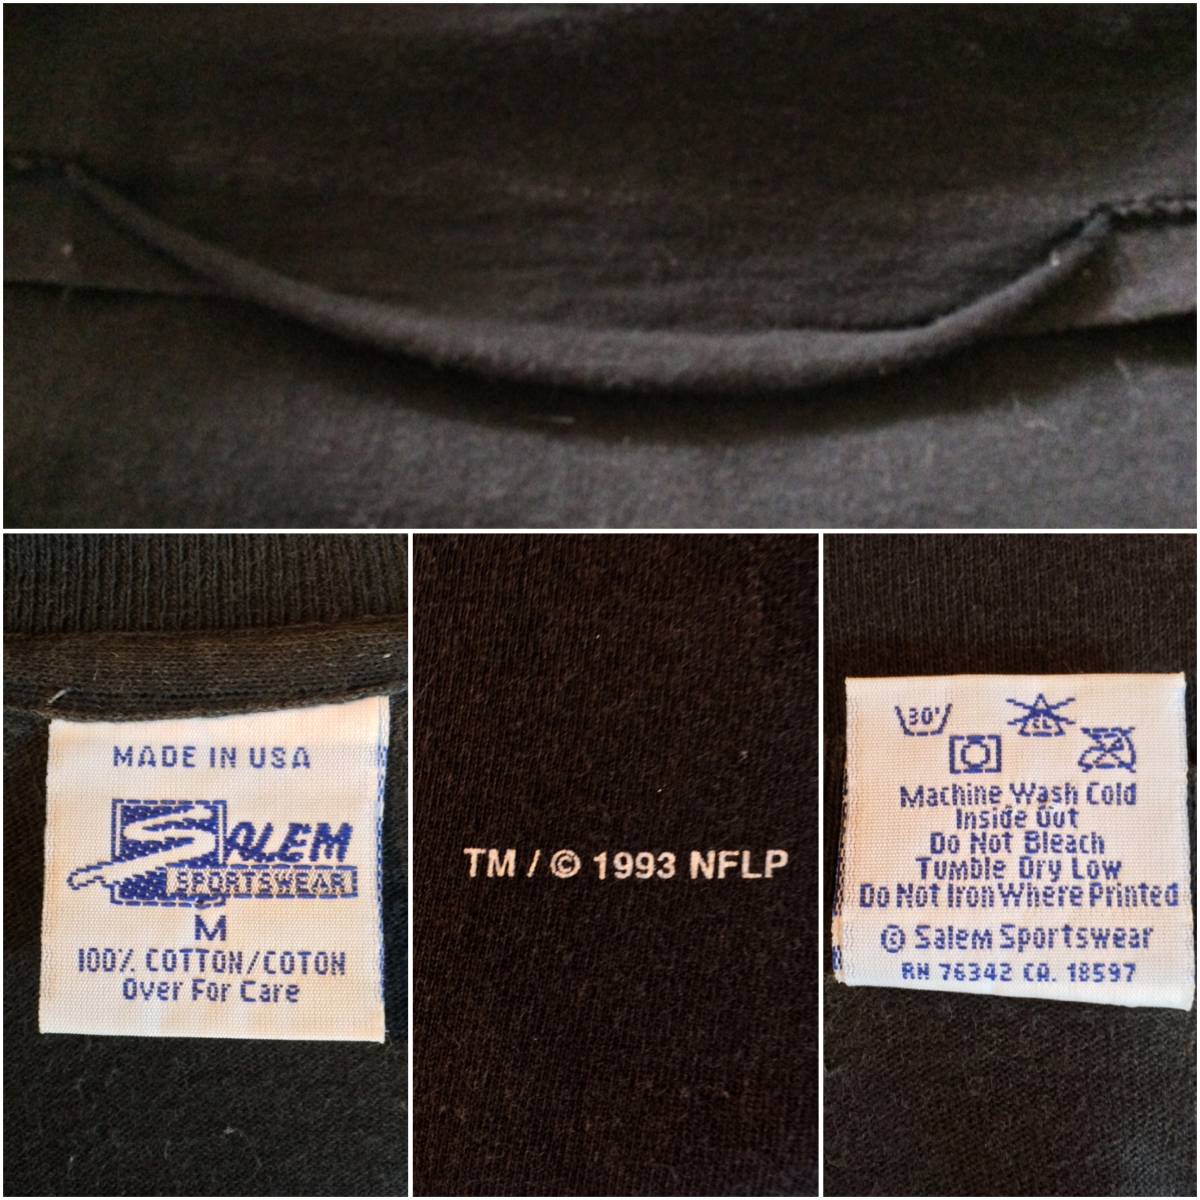 MADE IN USA
SALEM
SPORTSWEAR
M
100% COTTON/COTON
Over For Care
TM / © 1993 NFLP
30°
CL
Machine Wash Cold
Inside Out
Do Not Bleach
Tumble Dry Low
Do Not Iron Where Printed
© Salem Sportswear
RN 76342 CA. 18597